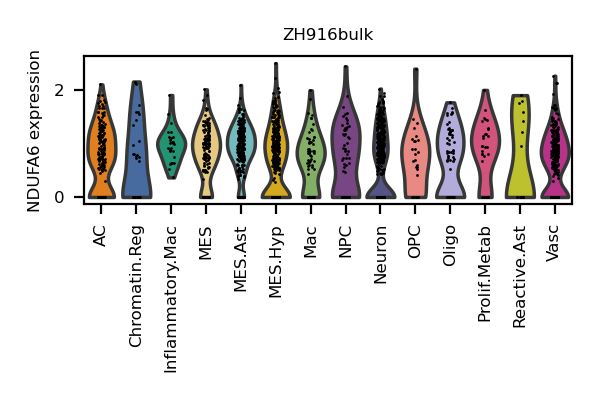 ZH916bulk
NDUFA6 expression
2
0
AC
Chromatin.Reg
Inflammatory.Mac
MES
MES.Ast
MES.Hyp
Mac
NPC
Neuron
OPC
Oligo
Prolif.Metab
Reactive.Ast
Vasc